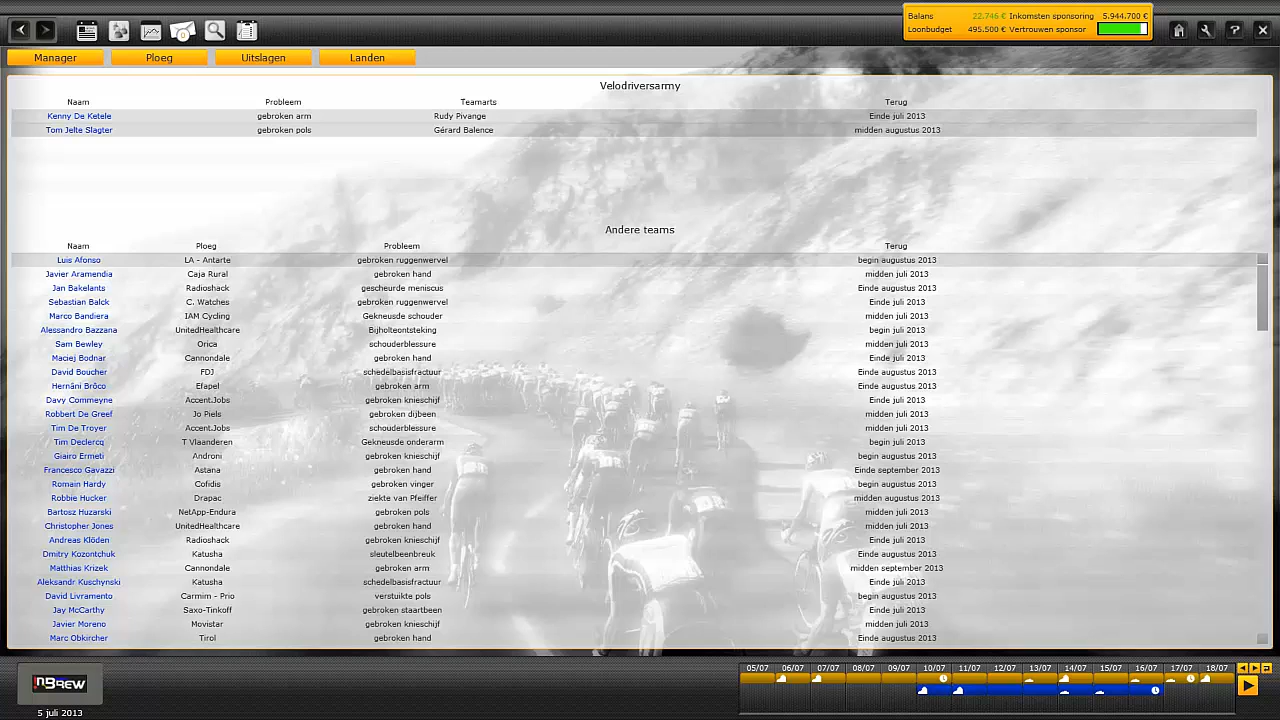 Balans 22.746 € Inkomsten sponsoring 5.944.700 €
Loonbudget 495.500 € Vertrouwen sponsor
Manager Ploeg Uitslagen Landen
Velodriversarmy
Naam Probleem Teamarts Terug
Kenny De Ketele gebroken arm Rudy Pivange Einde juli 2013
Tom Jelte Slagter gebroken pols Gérard Balence midden augustus 2013
Andere teams
Naam Ploeg Probleem Terug
Luis Afonso LA - Antarte gebroken ruggenwervel begin augustus 2013
Javier Aramendia Caja Rural gebroken hand midden juli 2013
Jan Bakelants Radioshack gescheurde meniscus Einde augustus 2013
Sebastian Balck C. Watches gebroken ruggenwervel Einde juli 2013
Marco Bandiera IAM Cycling Gekneusde schouder midden juli 2013
Alessandro Bazzana UnitedHealthcare Bijholteontsteking begin juli 2013
Sam Bewley Orica schouderblessure midden juli 2013
Maciej Bodnar Cannondale gebroken hand Einde juli 2013
David Boucher FDJ schedelbasisfractuur Einde augustus 2013
Hernâni Brôco Efapel gebroken arm Einde augustus 2013
Davy Commeyne Accent.Jobs gebroken knieschijf Einde juli 2013
Robbert De Greef Jo Piels gebroken dijbeen midden juli 2013
Tim De Troyer Accent.Jobs schouderblessure midden juli 2013
Tim Declercq T Vlaanderen Gekneusde onderarm begin juli 2013
Giairo Ermeti Androni gebroken knieschijf begin augustus 2013
Francesco Gavazzi Astana gebroken hand Einde september 2013
Romain Hardy Cofidis gebroken vinger begin augustus 2013
Robbie Hucker Drapac ziekte van Pfeiffer midden augustus 2013
Bartosz Huzarski NetApp-Endura gebroken pols midden juli 2013
Christopher Jones UnitedHealthcare gebroken hand midden juli 2013
Andreas Klöden Radioshack gebroken knieschijf Einde juli 2013
Dmitry Kozontchuk Katusha sleutelbeenbreuk Einde augustus 2013
Matthias Krizek Cannondale gebroken arm midden september 2013
Aleksandr Kuschynski Katusha schedelbasisfractuur Einde juli 2013
David Livramento Carmim - Prio verstuikte pols begin augustus 2013
Jay McCarthy Saxo-Tinkoff gebroken staartbeen Einde juli 2013
Javier Moreno Movistar gebroken knieschijf midden juli 2013
Marc Obkircher Tirol gebroken hand Einde augustus 2013
05/07 06/07 07/07 08/07 09/07 10/07 11/07 12/07 13/07 14/07 15/07 16/07 17/07 18/07
InBrew
5 juli 2013